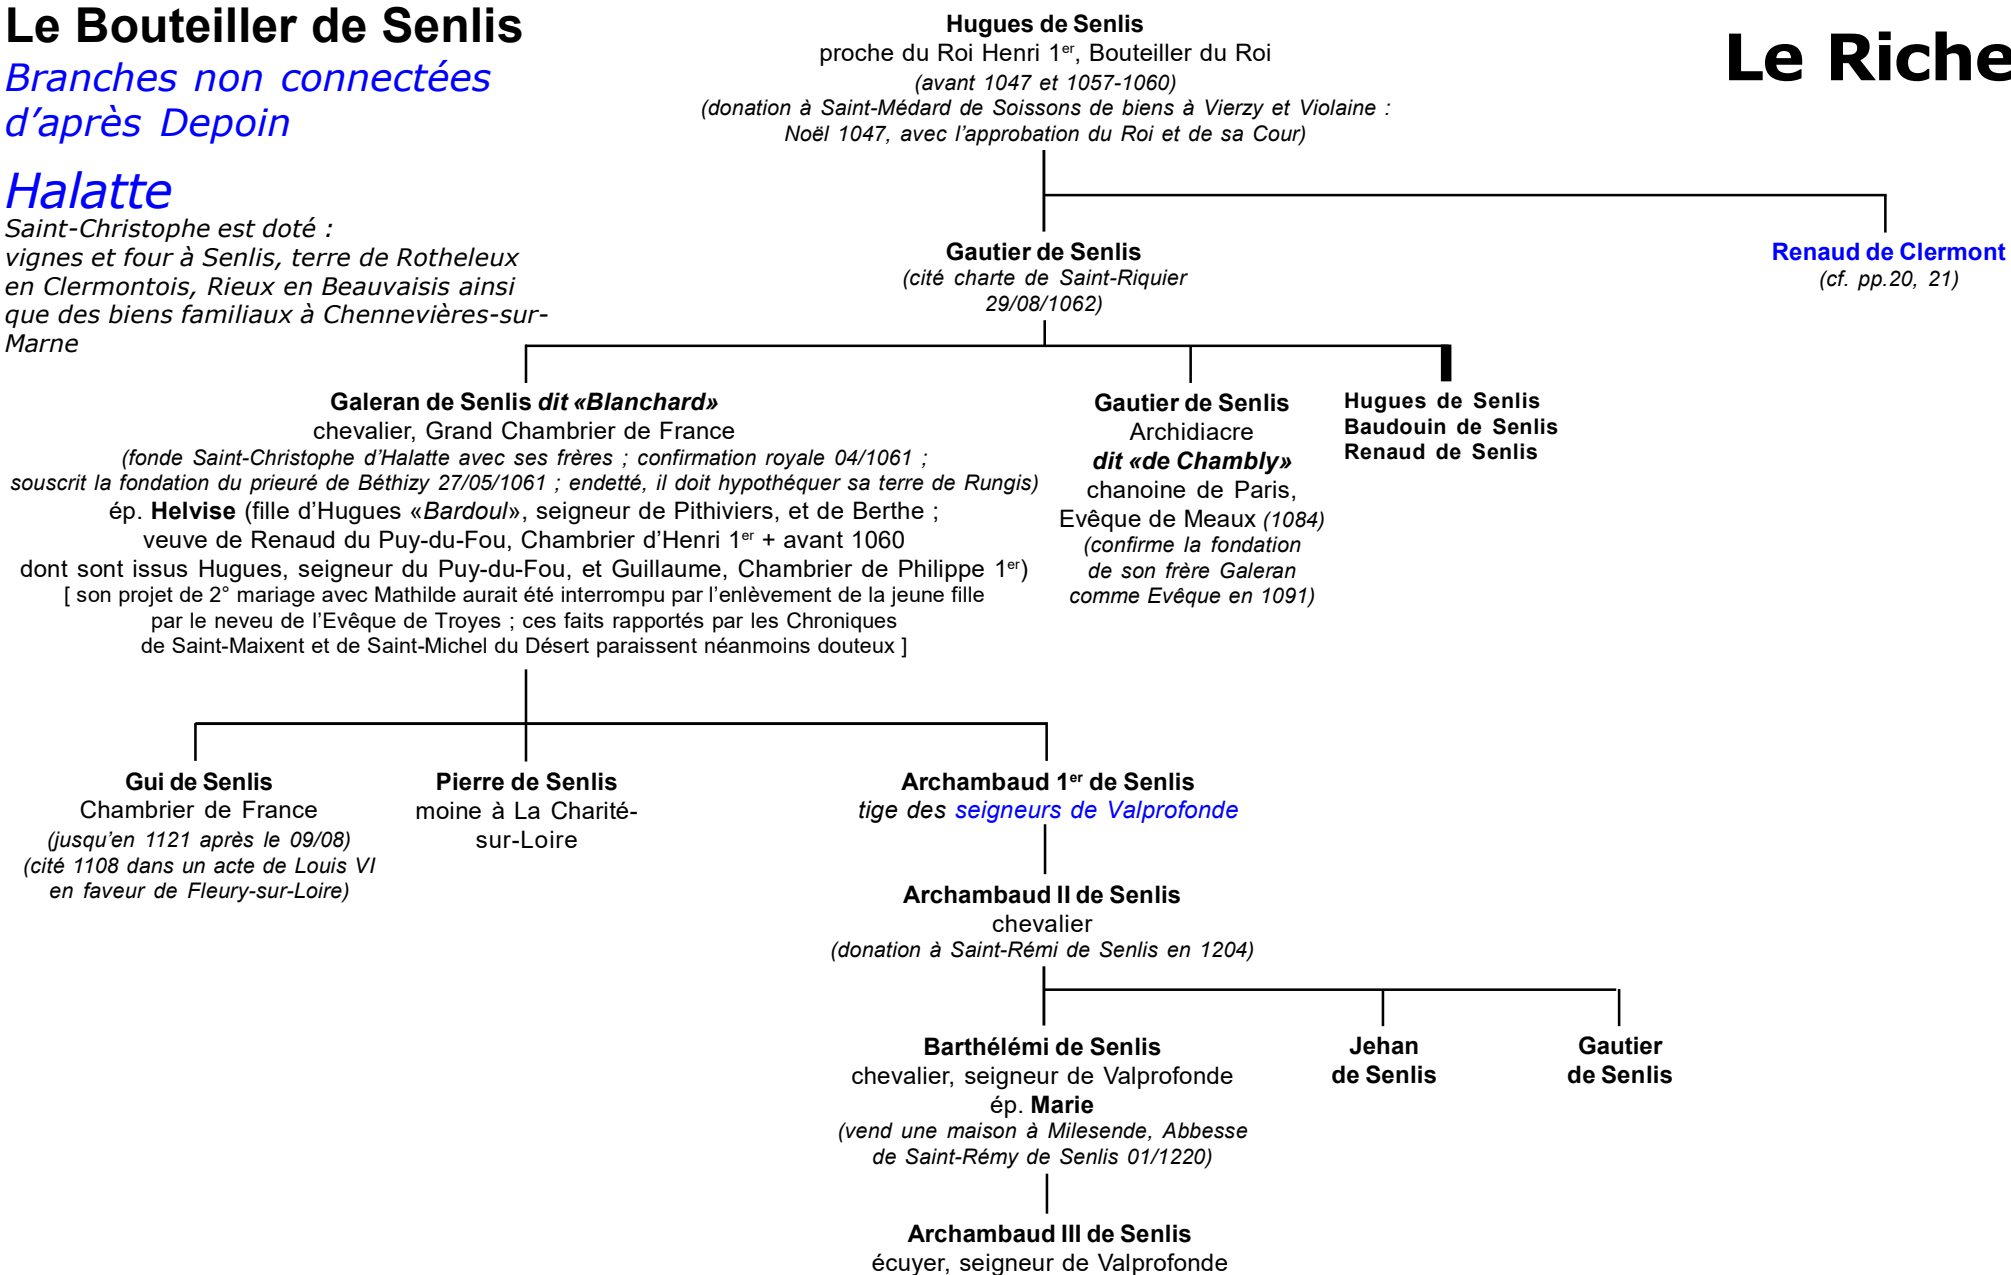 Le Bouteiller de Senlis
Branches non connectées
d'après Depoin
Halatte
Saint-Christophe est doté :
vignes et four à Senlis, terre de Rotheleux
en Clermontois, Rieux en Beauvaisis ainsi
que des biens familiaux à Chennevières-sur-
Marne
Le Riche
Hugues de Senlis
proche du Roi Henri 1er, Bouteiller du Roi
(avant 1047 et 1057-1060)
(donation à Saint-Médard de Soissons de biens à Vierzy et Violaine :
Noël 1047, avec l'approbation du Roi et de sa Cour)
Gautier de Senlis
(cité charte de Saint-Riquier
29/08/1062)
Renaud de Clermont
(cf. pp.20, 21)
Galeran de Senlis dit «Blanchard»
chevalier, Grand Chambrier de France
(fonde Saint-Christophe d'Halatte avec ses frères ; confirmation royale 04/1061 ;
souscrit la fondation du prieuré de Béthizy 27/05/1061 ; endetté, il doit hypothéquer sa terre de Rungis)
ép. Helvise (fille d'Hugues «Bardoul», seigneur de Pithiviers, et de Berthe ;
veuve de Renaud du Puy-du-Fou, Chambrier d'Henri 1er + avant 1060
dont sont issus Hugues, seigneur du Puy-du-Fou, et Guillaume, Chambrier de Philippe 1er)
[ son projet de 2° mariage avec Mathilde aurait été interrompu par l'enlèvement de la jeune fille
par le neveu de l'Evêque de Troyes ; ces faits rapportés par les Chroniques
de Saint-Maixent et de Saint-Michel du Désert paraissent néanmoins douteux ]
Gautier de Senlis
Archidiacre
dit «de Chambly»
chanoine de Paris,
Evêque de Meaux (1084)
(confirme la fondation
de son frère Galeran
comme Evêque en 1091)
Hugues de Senlis
Baudouin de Senlis
Renaud de Senlis
Gui de Senlis
Chambrier de France
(jusqu'en 1121 après le 09/08)
(cité 1108 dans un acte de Louis VI
en faveur de Fleury-sur-Loire)
Pierre de Senlis
moine à La Charité-
sur-Loire
Archambaud 1er de Senlis
tige des seigneurs de Valprofonde
Archambaud II de Senlis
chevalier
(donation à Saint-Rémi de Senlis en 1204)
Barthélémi de Senlis
chevalier, seigneur de Valprofonde
ép. Marie
(vend une maison à Milesende, Abbesse
de Saint-Rémy de Senlis 01/1220)
Jehan
de Senlis
Gautier
de Senlis
Archambaud III de Senlis
écuyer, seigneur de Valprofonde